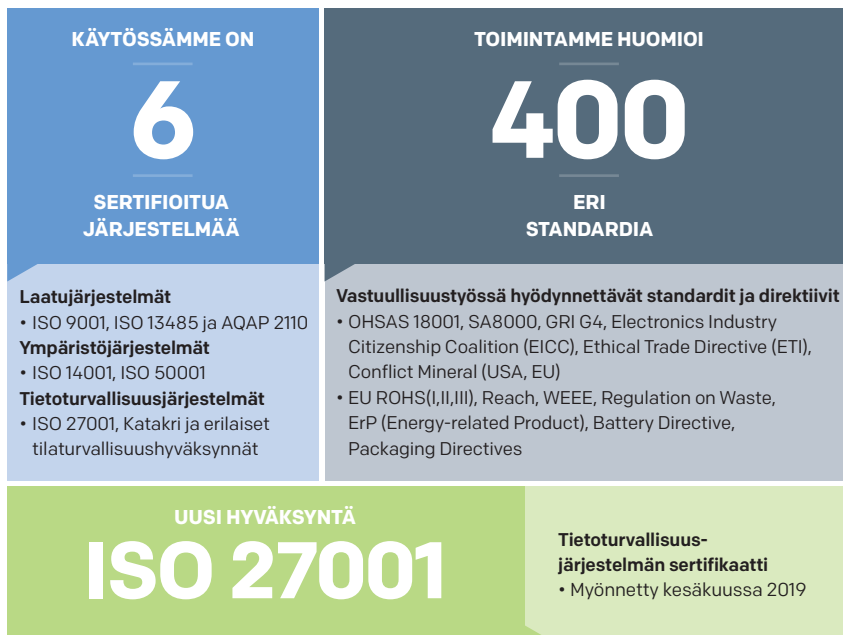 KÄYTÖSSÄMME ON
6
SERTIFIOITUA
JÄRJESTELMÄÄ
Laatujärjestelmät
• ISO 9001, ISO 13485 ja AQAP 2110
Ympäristöjärjestelmät
• ISO 14001, ISO 50001
Tietoturvallisuusjärjestelmät
• ISO 27001, Katakri ja erilaiset
tilaturvallisuushyväksynnät
TOIMINTAMME HUOMIOI
400
ERI
STANDARDIA
Vastuullisuustyössä hyödynnettävät standardit ja direktiivit
• OHSAS 18001, SA8000, GRI G4, Electronics Industry
Citizenship Coalition (EICC), Ethical Trade Directive (ETI),
Conflict Mineral (USA, EU)
• EU ROHS(I,II,III), Reach, WEEE, Regulation on Waste,
ErP (Energy-related Product), Battery Directive,
Packaging Directives
UUSI HYVÄKSYNTÄ
ISO 27001
Tietoturvallisuus-
järjestelmän sertifikaatti
• Myönnetty kesäkuussa 2019